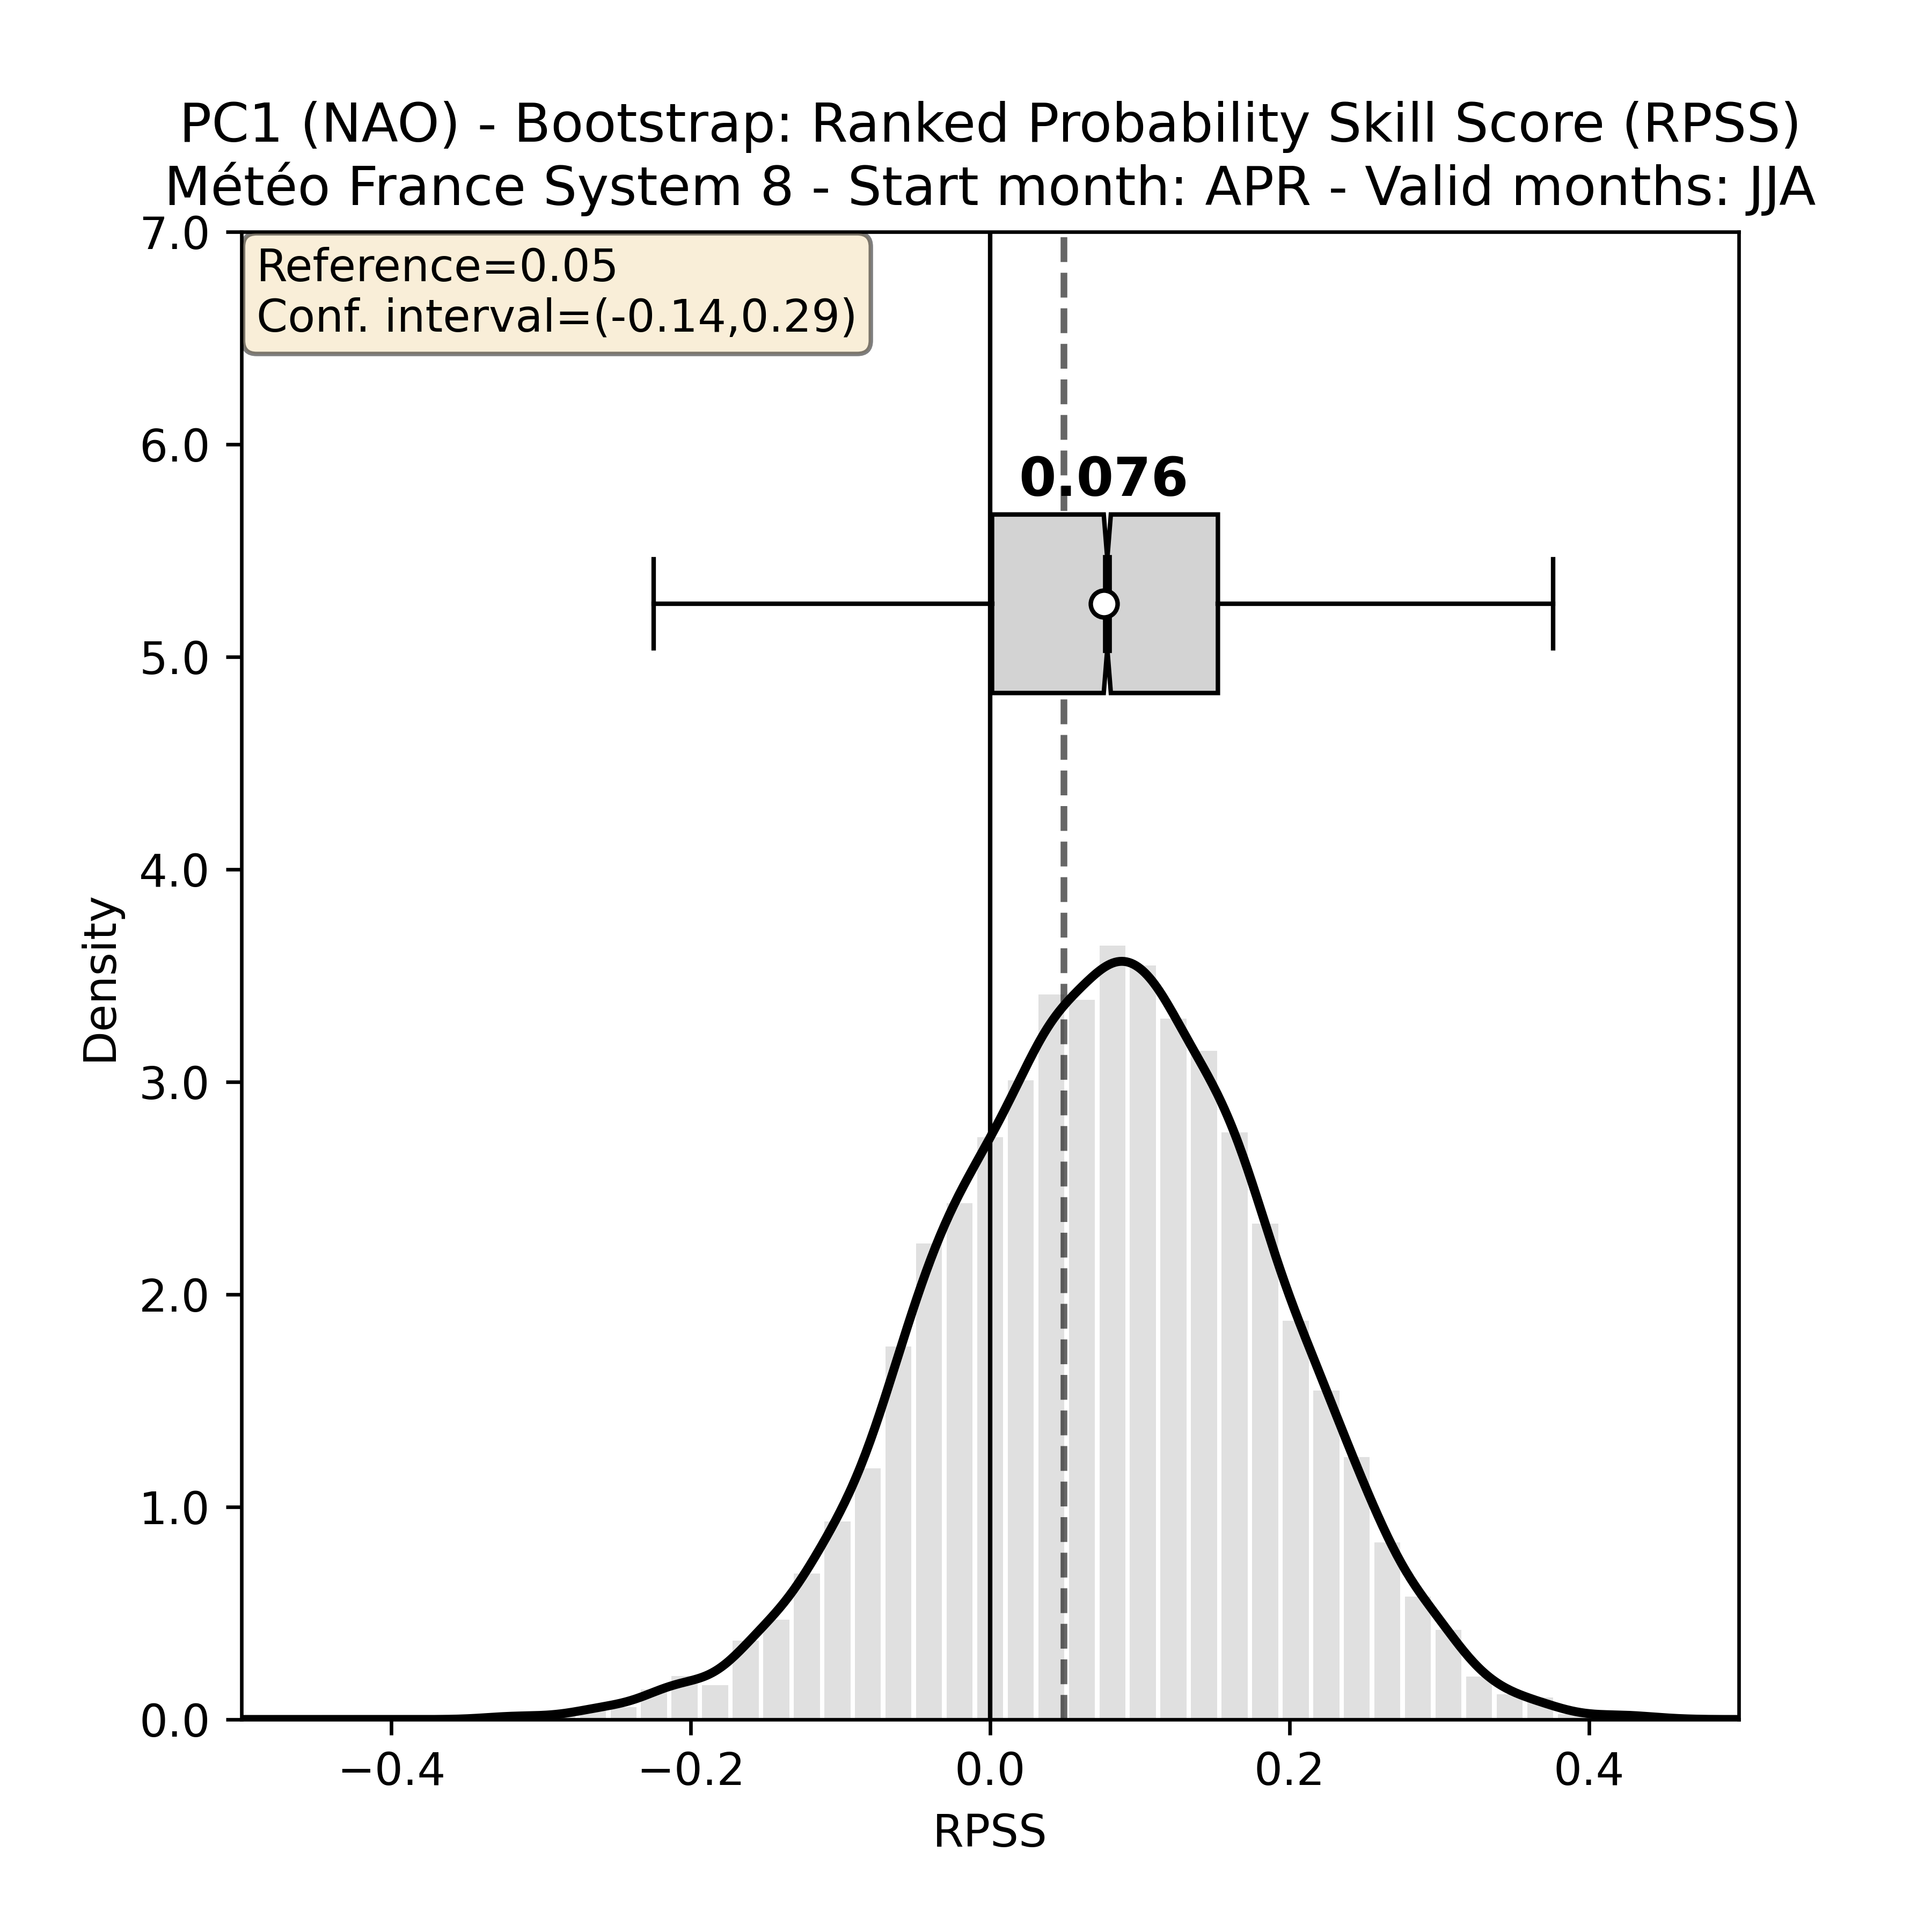 PC1 (NAO) - Bootstrap: Ranked Probability Skill Score (RPSS)
Météo France System 8 - Start month: APR - Valid months: JJA
7.0
Reference=0.05
Conf. interval=(-0.14,0.29)
6.0
0.076
5.0
4.0
Density
3.0
2.0
1.0
0.0
−0.4 −0.2 0.0 0.2 0.4
RPSS